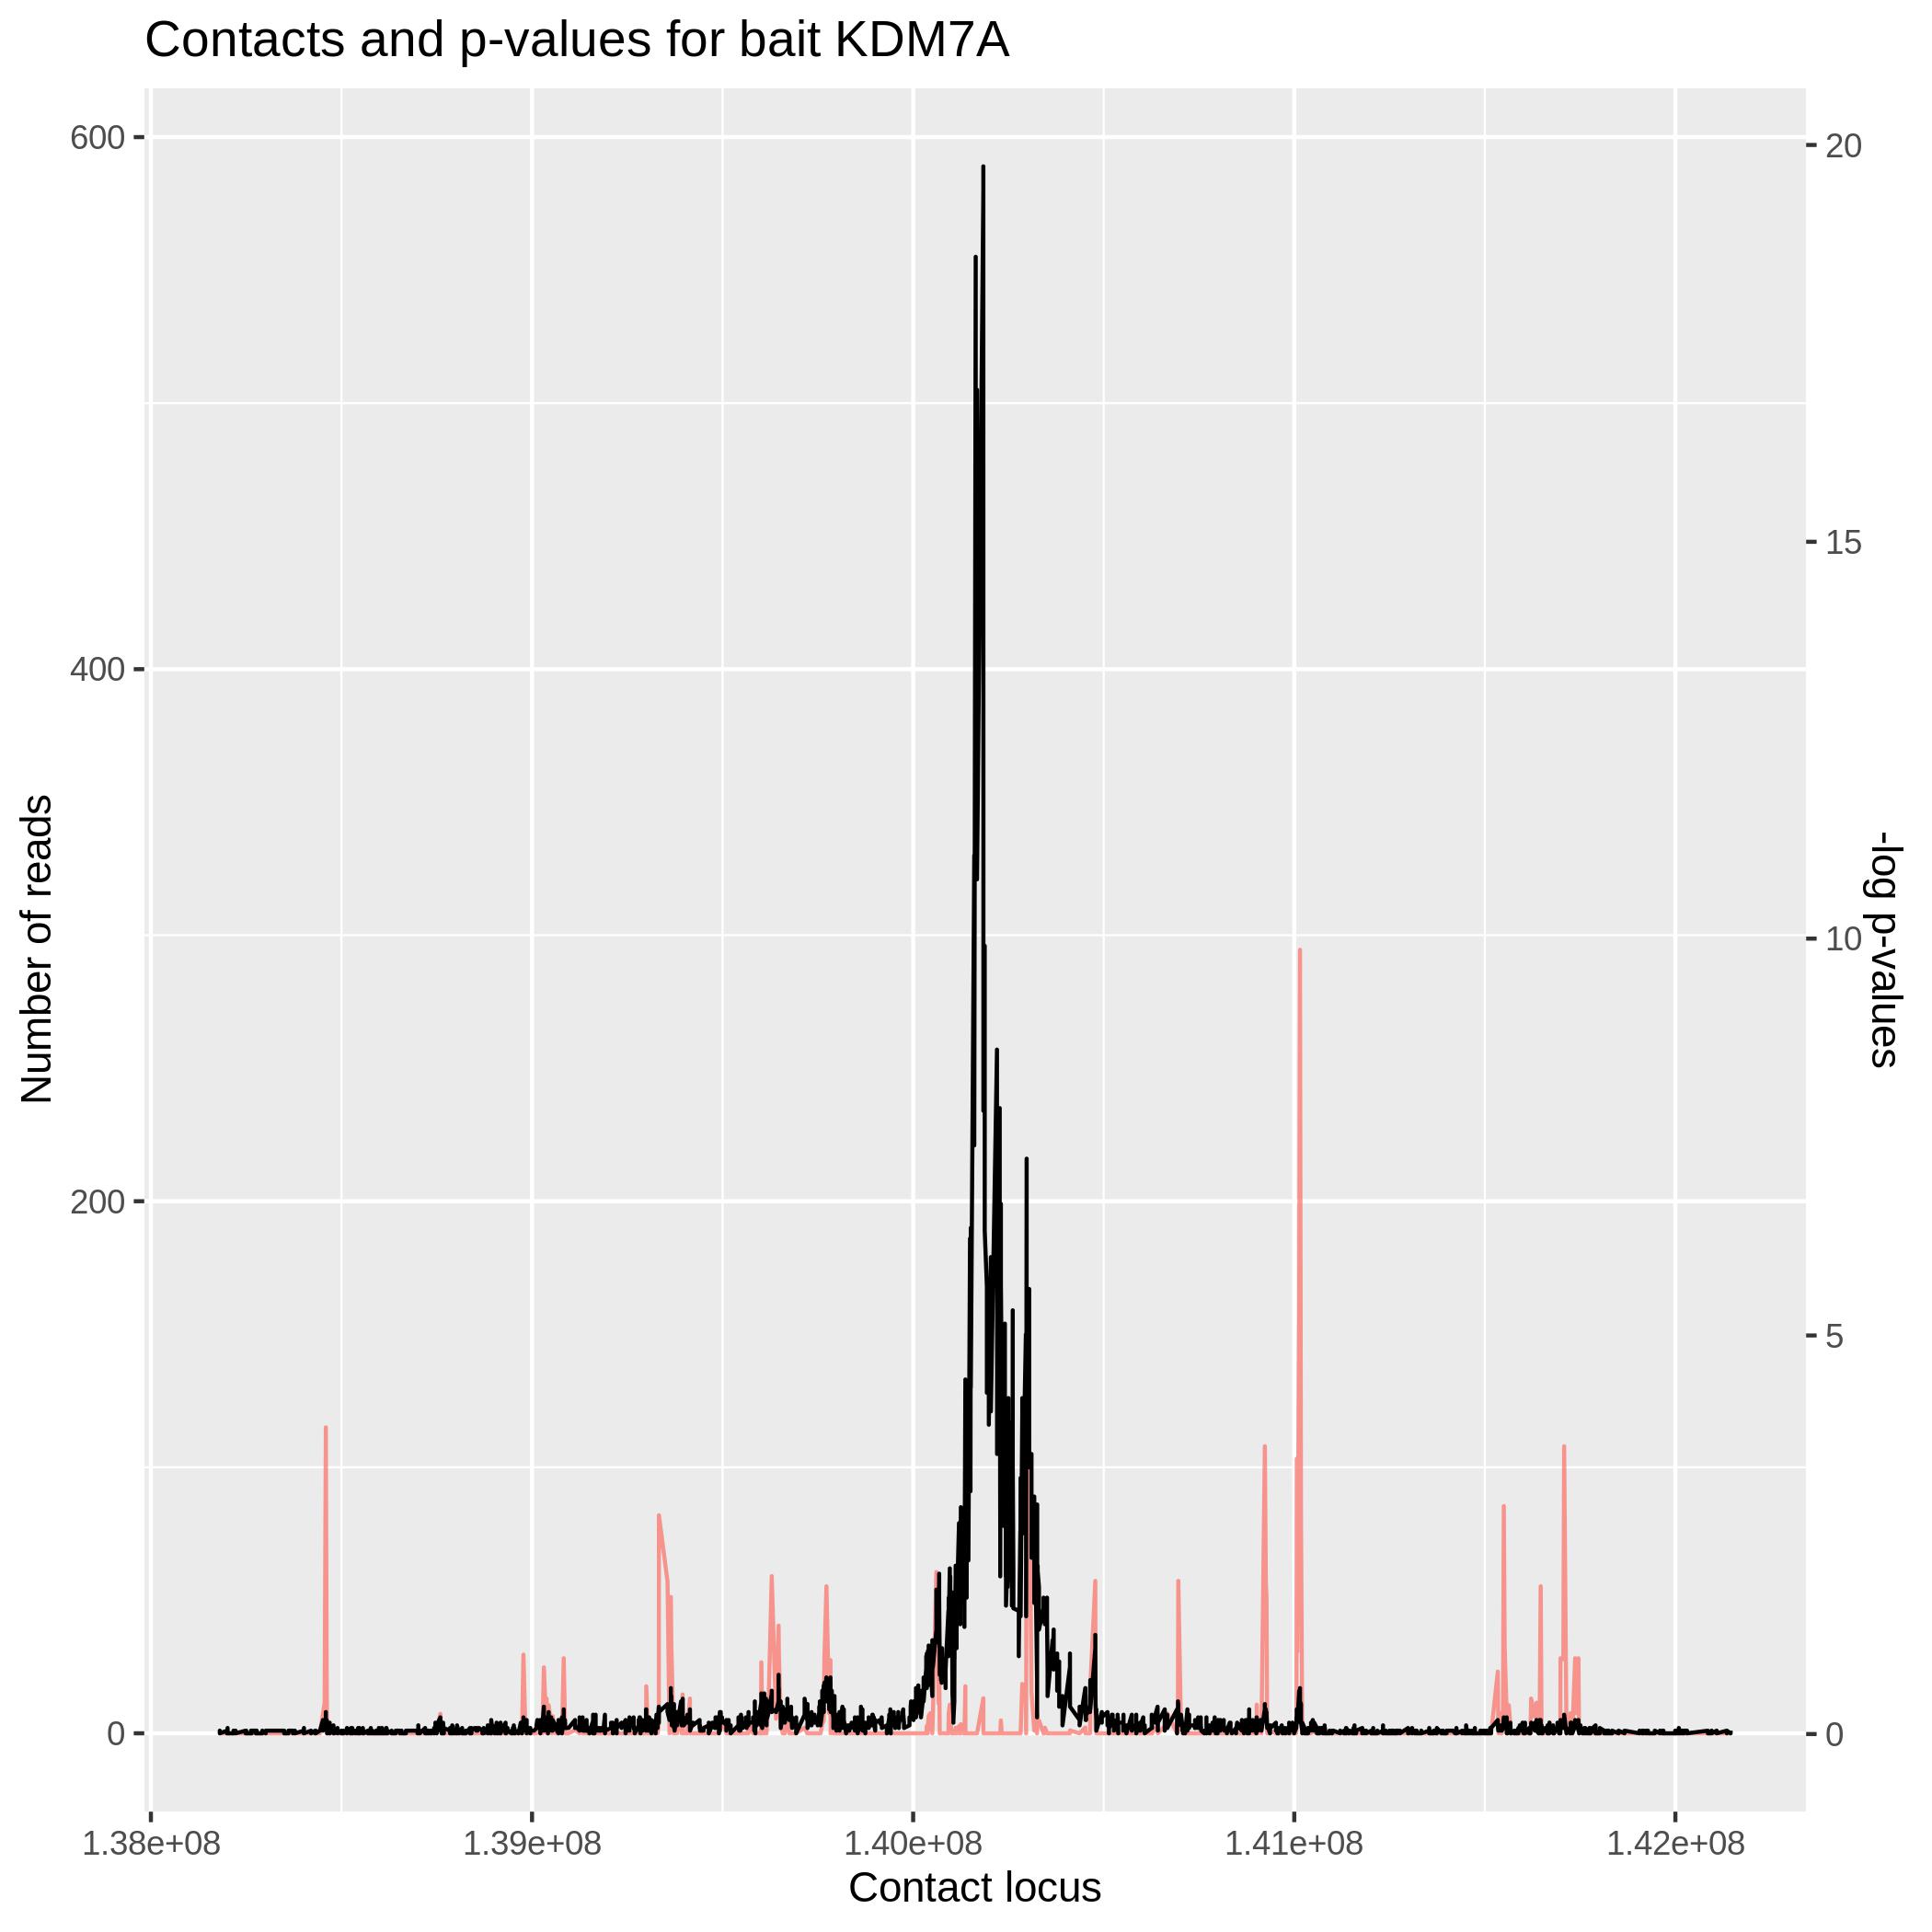 Contacts and p-values for bait KDM7A
600
400
200
0
Number of reads
20
15
10
5
0
-log p-values
1.38e+08
1.39e+08
1.40e+08
1.41e+08
1.42e+08
Contact locus